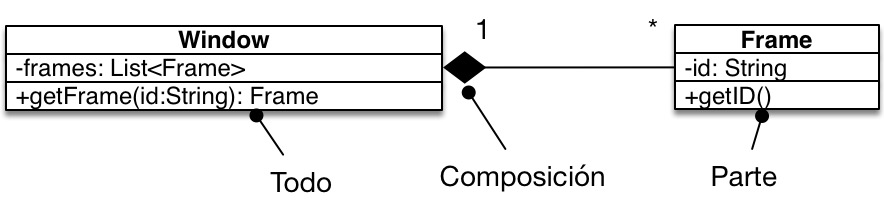 1
*
Window
Frame
-frames: List<Frame>
-id: String
+getFrame(id:String): Frame
+getID()
Todo
Composición
Parte